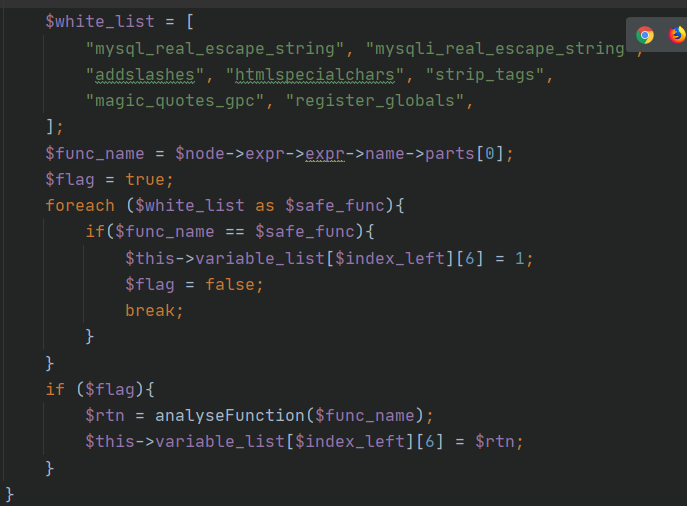 $white_list = [
"mysql_real_escape_string", "mysqli_real_escape_string",
"addslashes", "htmlspecialchars", "strip_tags",
"magic_quotes_gpc", "register_globals",
];
$func_name = $node->expr->expr->name->parts[0];
$flag = true;
foreach ($white_list as $safe_func){
if($func_name == $safe_func){
$this->variable_list[$index_left][6] = 1;
$flag = false;
break;
}
}
if ($flag){
$rtn = analyseFunction($func_name);
$this->variable_list[$index_left][6] = $rtn;
}
}